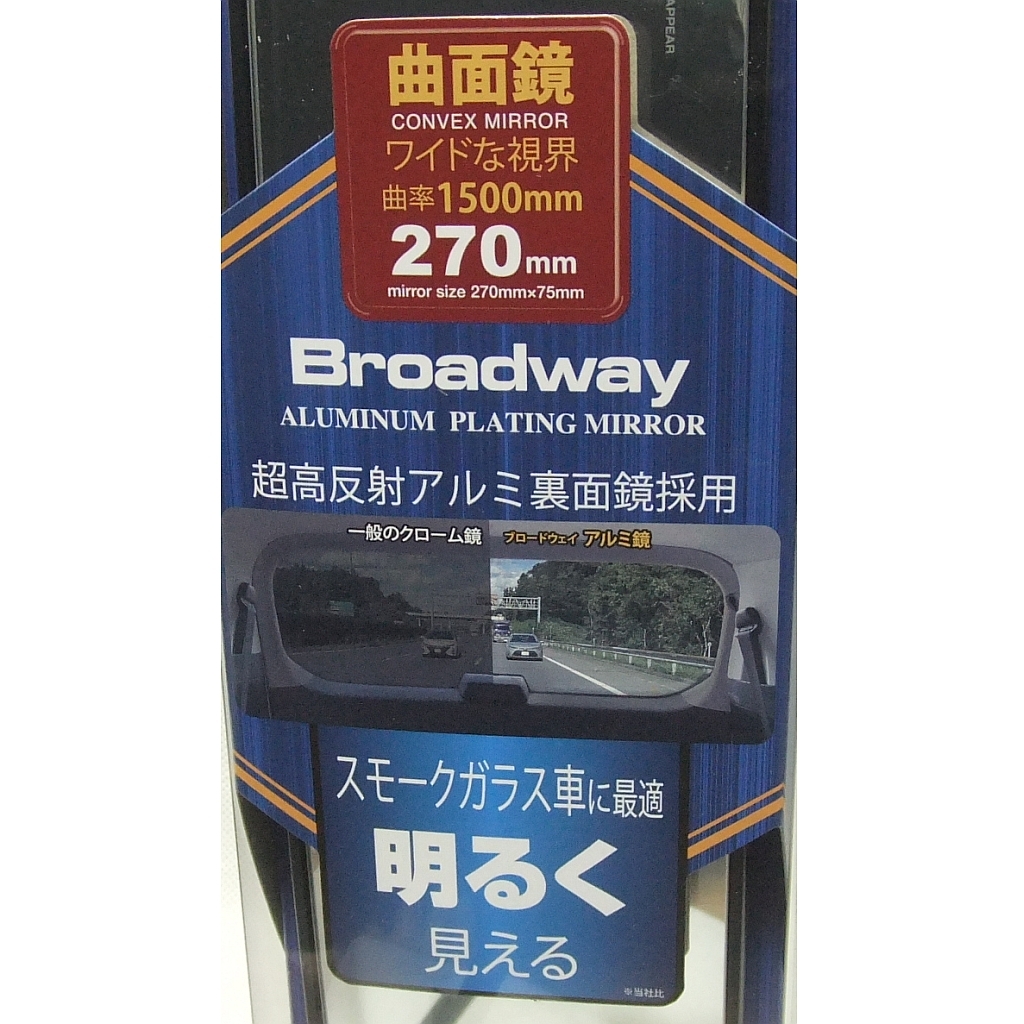 APPEAR
曲面鏡
CONVEX MIRROR
ワイドな視界
曲率1500mm
270mm
mirror size 270mm×75mm
Broadway
ALUMINUM PLATING MIRROR
超高反射アルミ裏面鏡採用
一般のクローム鏡 ブロードウェイ アルミ鏡
スモークガラス車に最適
明るく
見える
※当社比